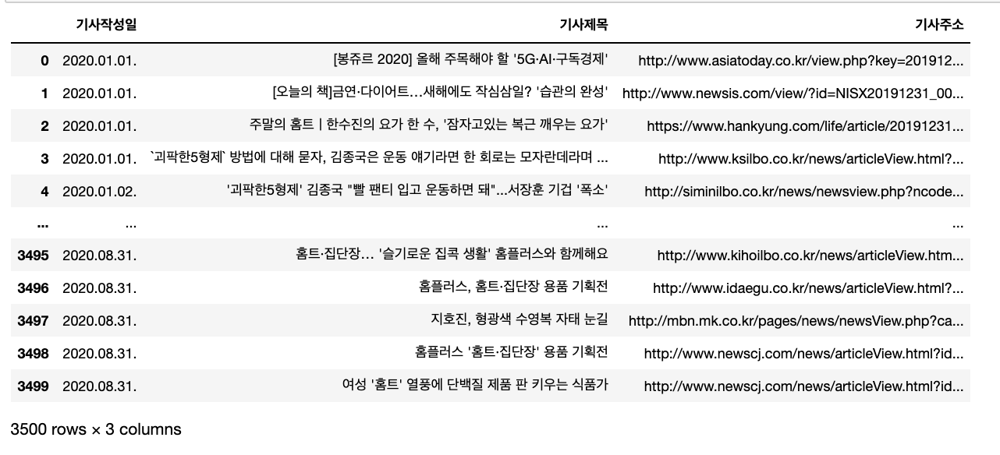 기사작성일 기사제목 기사주소
0 2020.01.01. [봉쥬르 2020] 올해 주목해야 할 '5G·AI·구독경제' http://www.asiatoday.co.kr/view.php?key=201912...
1 2020.01.01. [오늘의 책]금연·다이어트…새해에도 작심삼일? '습관의 완성' http://www.newsis.com/view/?id=NISX20191231_00...
2 2020.01.01. 주말의 홈트ㅣ한수진의 요가 한 수, '잠자고있는 복근 깨우는 요가' https://www.hankyung.com/life/article/20191231...
3 2020.01.01. `괴팍한5형제` 방법에 대해 묻자, 김종국은 운동 얘기라면 한 회로는 모자란데라며 ... http://www.ksilbo.co.kr/news/articleView.html?...
4 2020.01.02. '괴팍한5형제' 김종국 "빨 팬티 입고 운동하면 돼"...서장훈 기겁 '폭소' http://siminilbo.co.kr/news/newsview.php?ncode...
... ... ... ...
3495 2020.08.31. 홈트·집단장… '슬기로운 집콕 생활' 홈플러스와 함께해요 http://www.kihoilbo.co.kr/news/articleView.htm...
3496 2020.08.31. 홈플러스, 홈트·집단장 용품 기획전 http://www.idaegu.co.kr/news/articleView.html?...
3497 2020.08.31. 지호진, 형광색 수영복 자태 눈길 http://mbn.mk.co.kr/pages/news/newsView.php?ca...
3498 2020.08.31. 홈플러스 '홈트·집단장' 용품 기획전 http://www.newscj.com/news/articleView.html?id...
3499 2020.08.31. 여성 '홈트' 열풍에 단백질 제품 판 키우는 식품가 http://www.newscj.com/news/articleView.html?id...
3500 rows × 3 columns